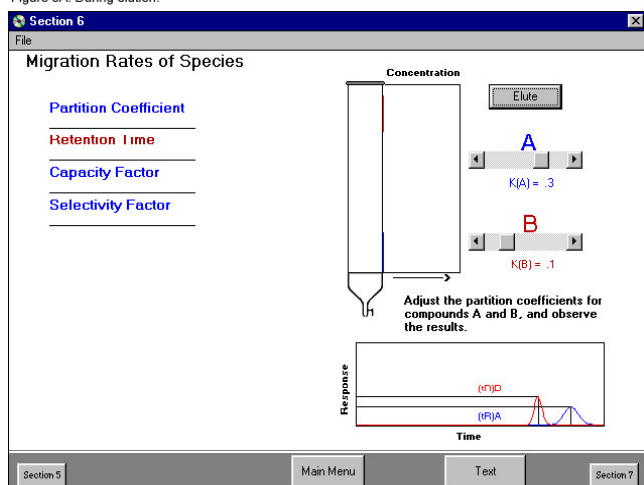 Figure 6A. During elution.
Section 6
File
Migration Rates of Species
Partition Coefficient
Retention Time
Capacity Factor
Selectivity Factor
Concentration
Elute
A
K(A) = .3
B
K(B) = .1
Adjust the partition coefficients for
compounds A and B, and observe
the results.
Response
(tR)B
(tR)A
Time
Section 5
Main Menu
Text
Section 7